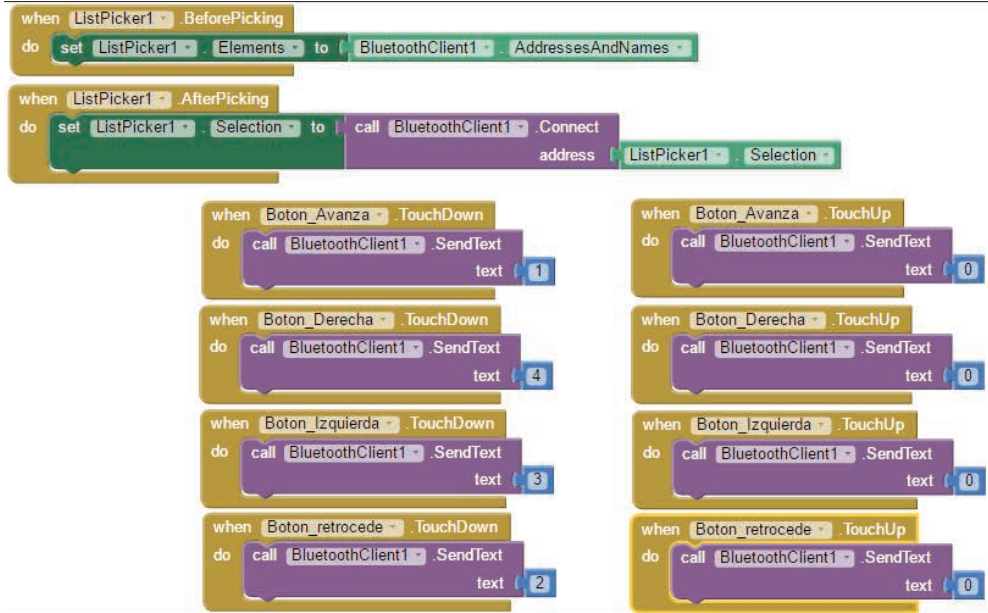 when ListPicker1 .BeforePicking
do set ListPicker1 . Elements to BluetoothClient1 . AddressesAndNames
when ListPicker1 .AfterPicking
do set ListPicker1 . Selection to call BluetoothClient1 .Connect
address ListPicker1 . Selection
when Boton_Avanza .TouchDown
do call BluetoothClient1 .SendText
text 1
when Boton_Avanza .TouchUp
do call BluetoothClient1 .SendText
text 0
when Boton_Derecha .TouchDown
do call BluetoothClient1 .SendText
text 4
when Boton_Derecha .TouchUp
do call BluetoothClient1 .SendText
text 0
when Boton_Izquierda .TouchDown
do call BluetoothClient1 .SendText
text 3
when Boton_Izquierda .TouchUp
do call BluetoothClient1 .SendText
text 0
when Boton_retrocede .TouchDown
do call BluetoothClient1 .SendText
text 2
when Boton_retrocede .TouchUp
do call BluetoothClient1 .SendText
text 0